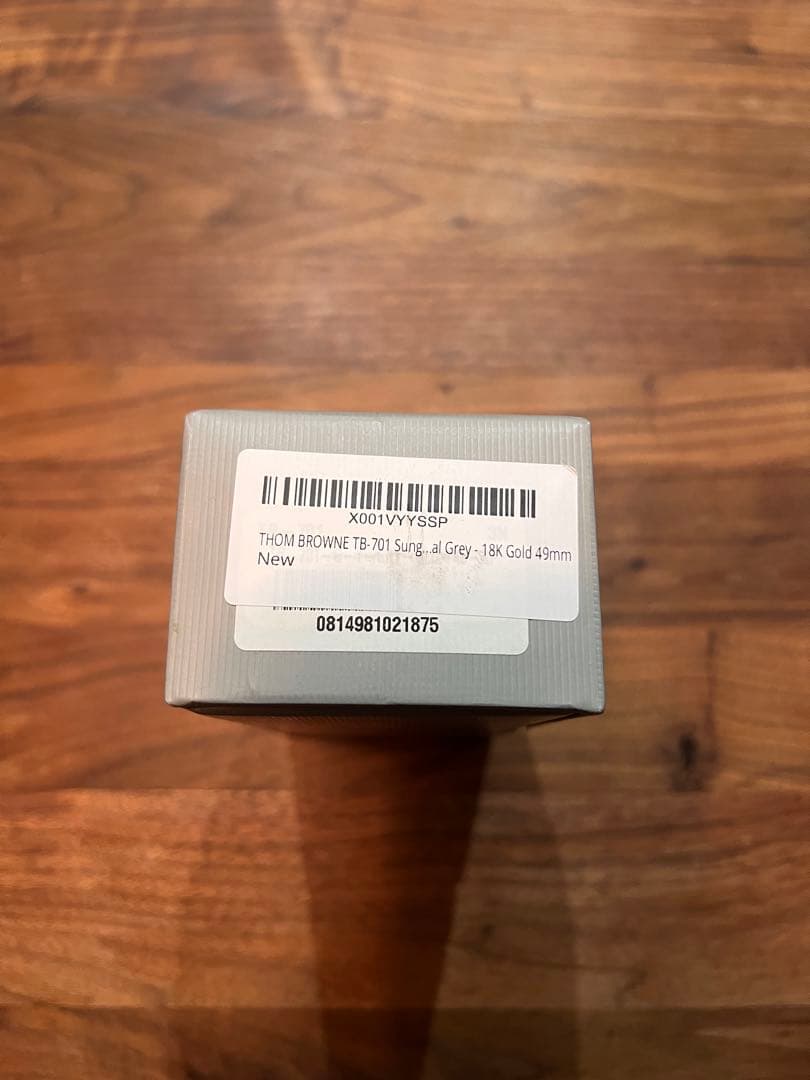 X001VYYSSP
THOM BROWNE TB-701 Sung...al Grey - 18K Gold 49mm
New
0814981021875